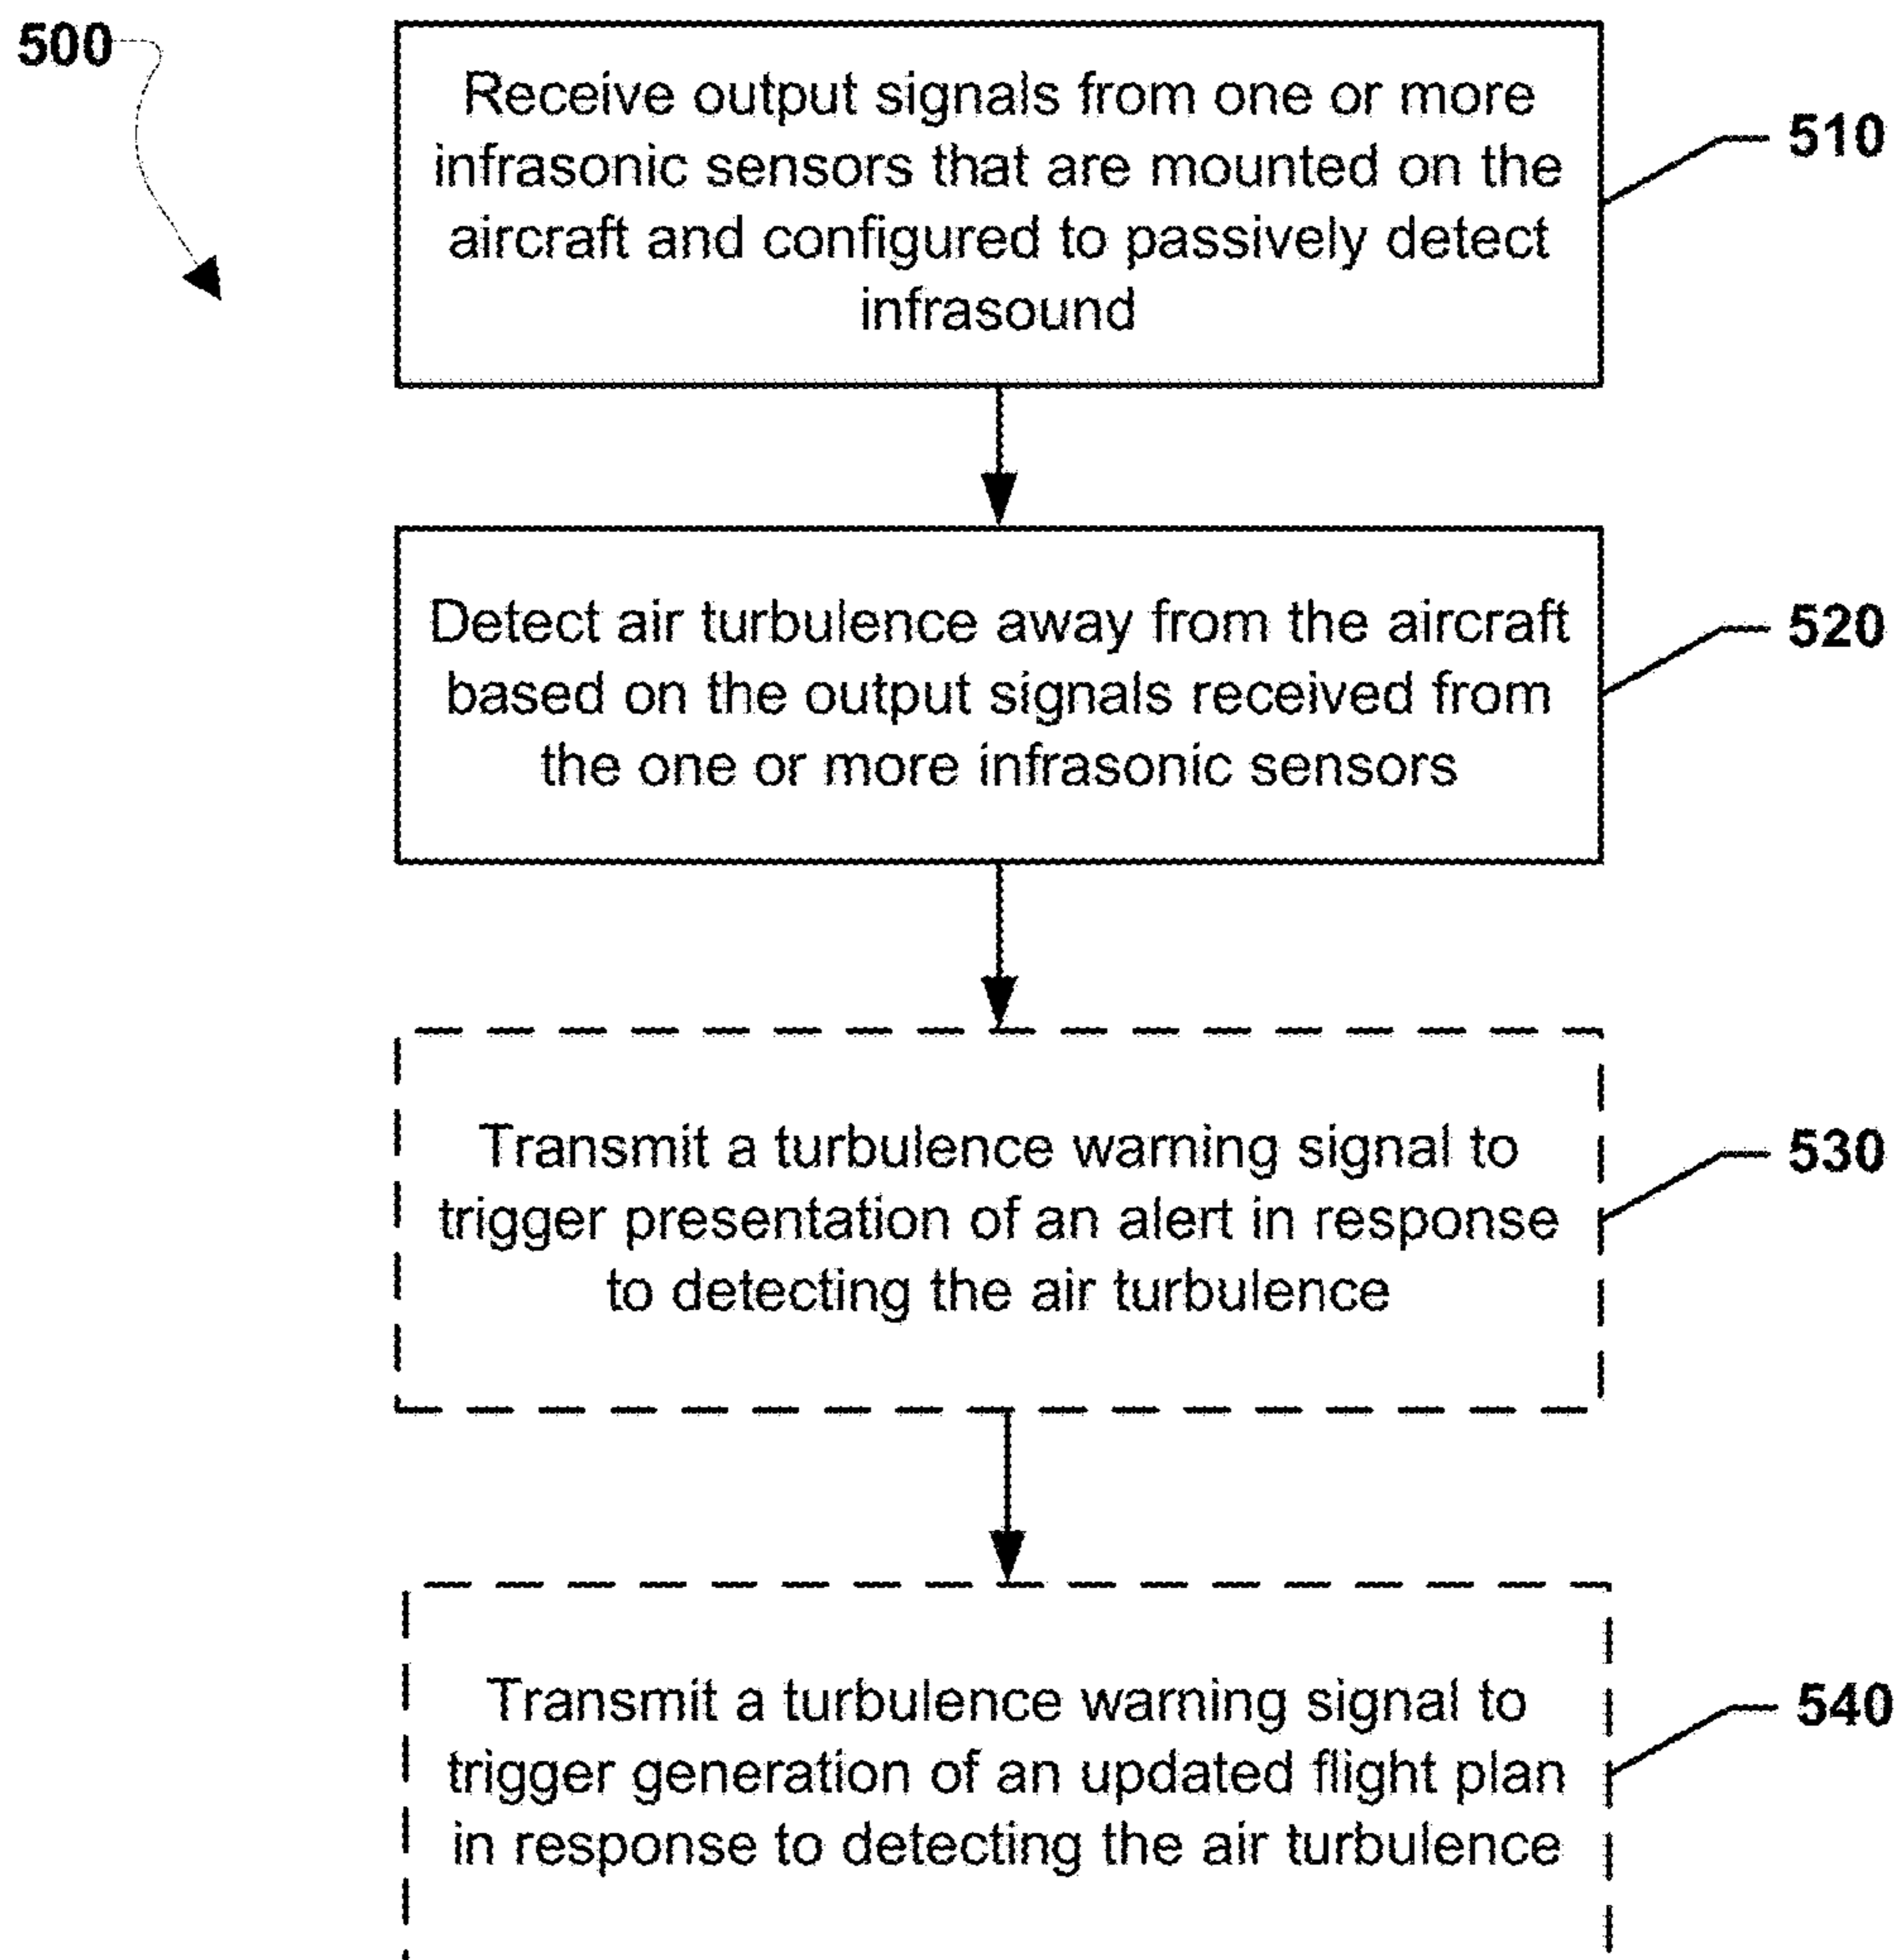 500
Receive output signals from one or more
infrasonic sensors that are mounted on the
aircraft and configured to passively detect
infrasound
510
Detect air turbulence away from the aircraft
based on the output signals received from
the one or more infrasonic sensors
520
Transmit a turbulence warning signal to
trigger presentation of an alert in response
to detecting the air turbulence
530
Transmit a turbulence warning signal to
trigger generation of an updated flight plan
in response to detecting the air turbulence
540